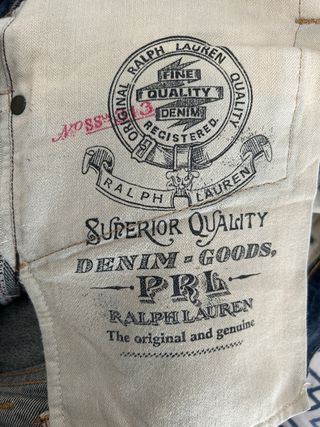 ORIGINAL RALPH LAUREN QUALITY
FINE
QUALITY
DENIM
REGISTERED.
RALPH LAUREN
SUPERIOR QUALITY
DENIM = GOODS,
PRL
RALPH LAUREN
The original and genuine